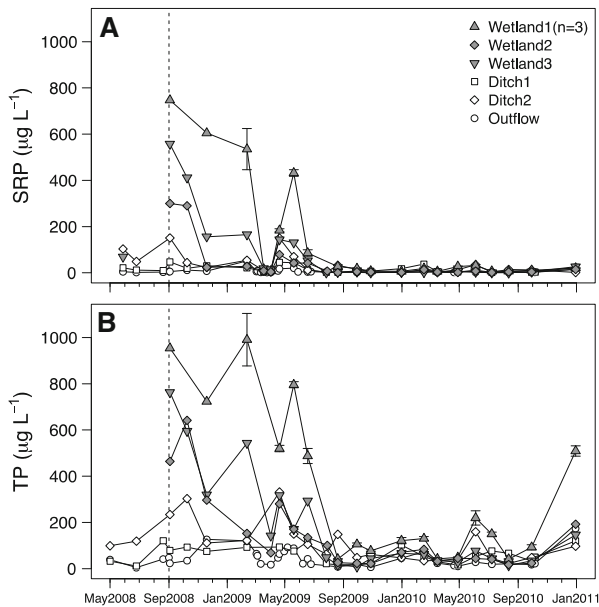 A
Wetland1(n=3)
Wetland2
Wetland3
Ditch1
Ditch2
Outflow
SRP (μg L−1)
1000
800
600
400
200
0
B
TP (μg L−1)
1000
800
600
400
200
0
May2008 Sep2008 Jan2009 May2009 Sep2009 Jan2010 May2010 Sep2010 Jan2011